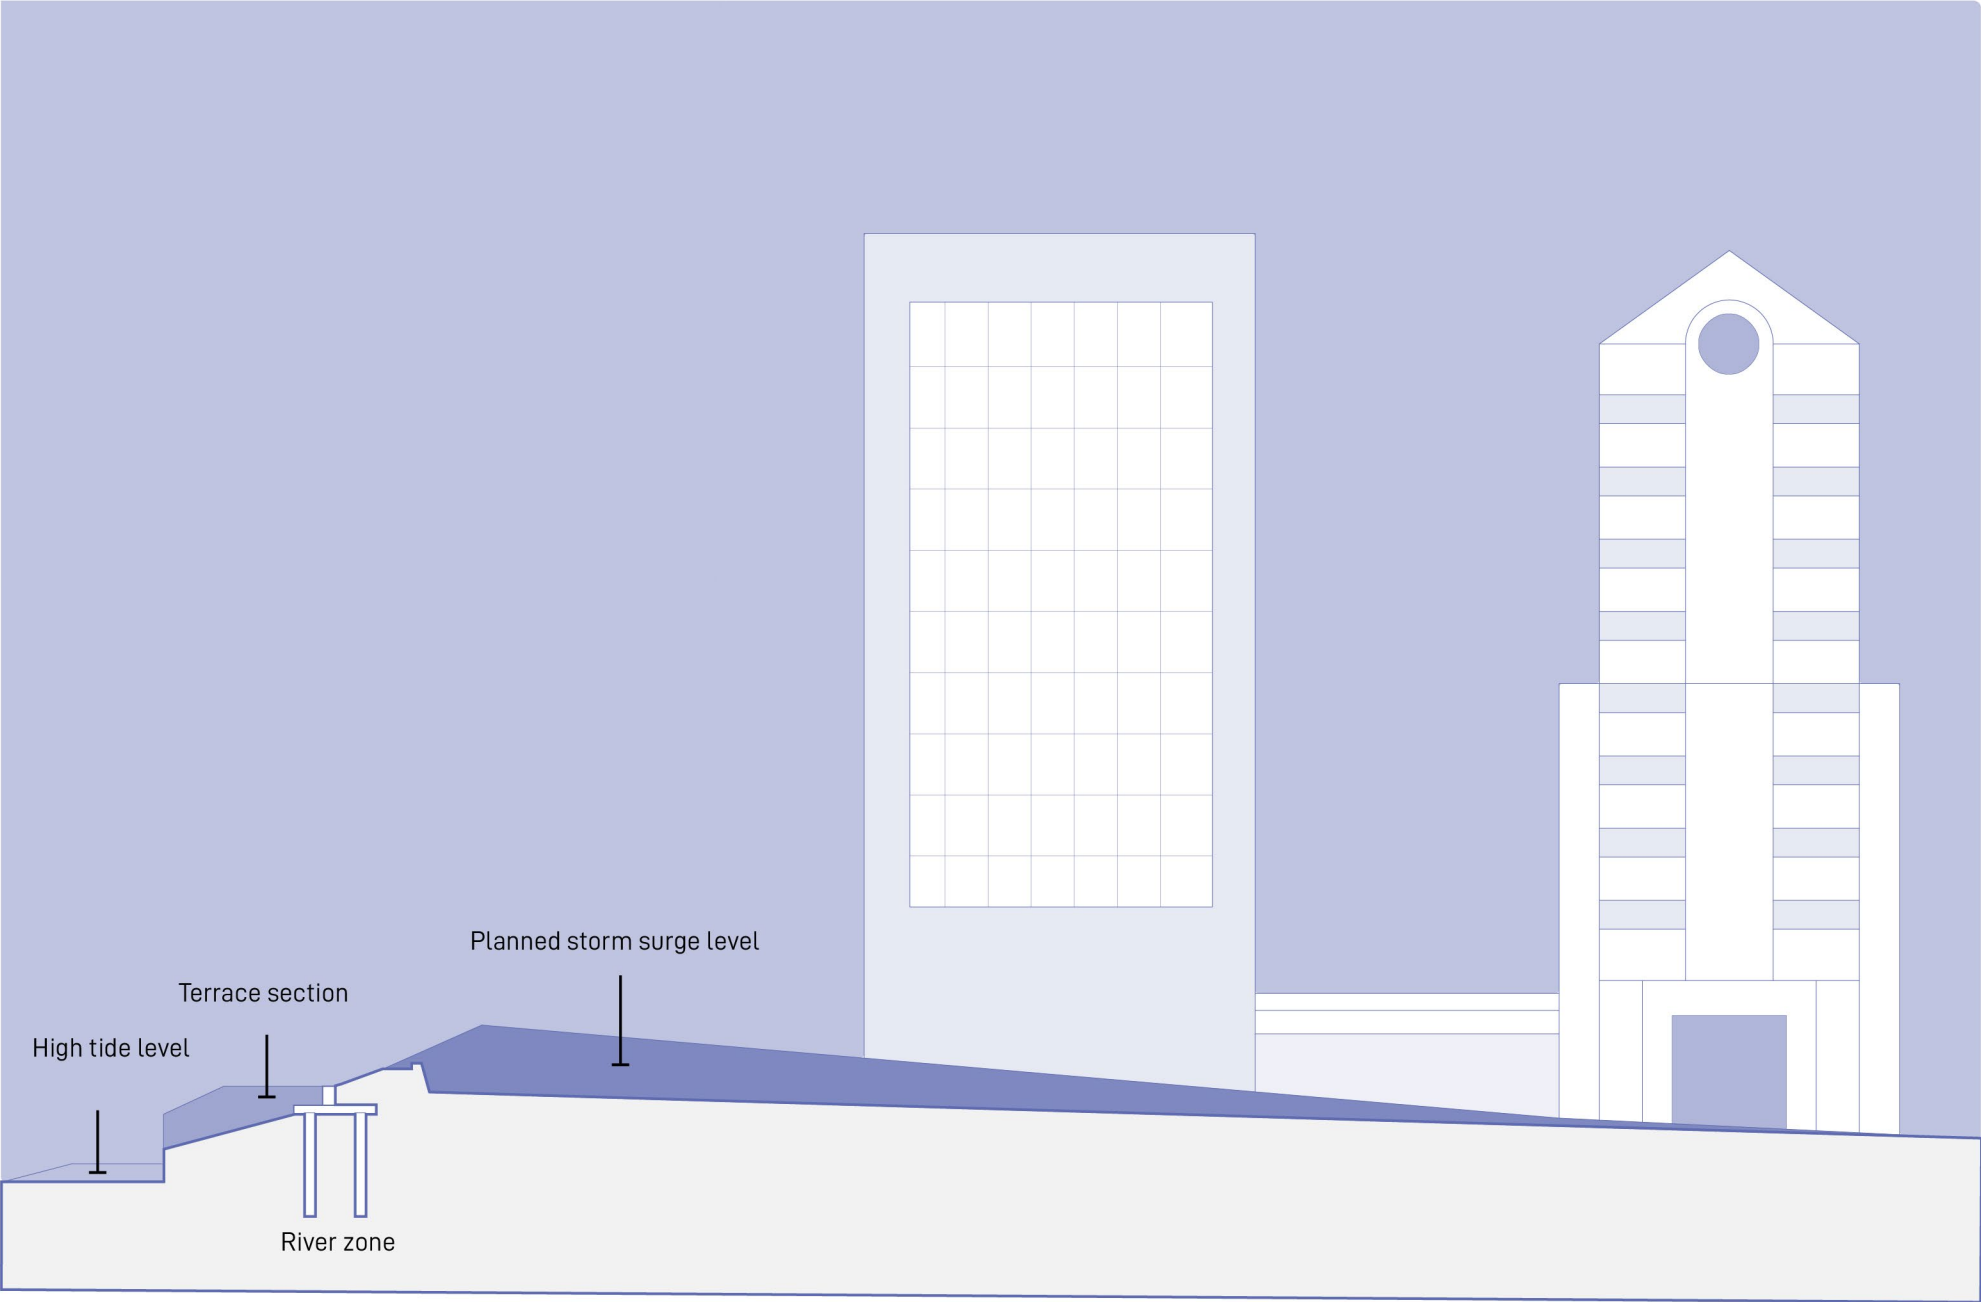 Planned storm surge level
Terrace section
High tide level
River zone